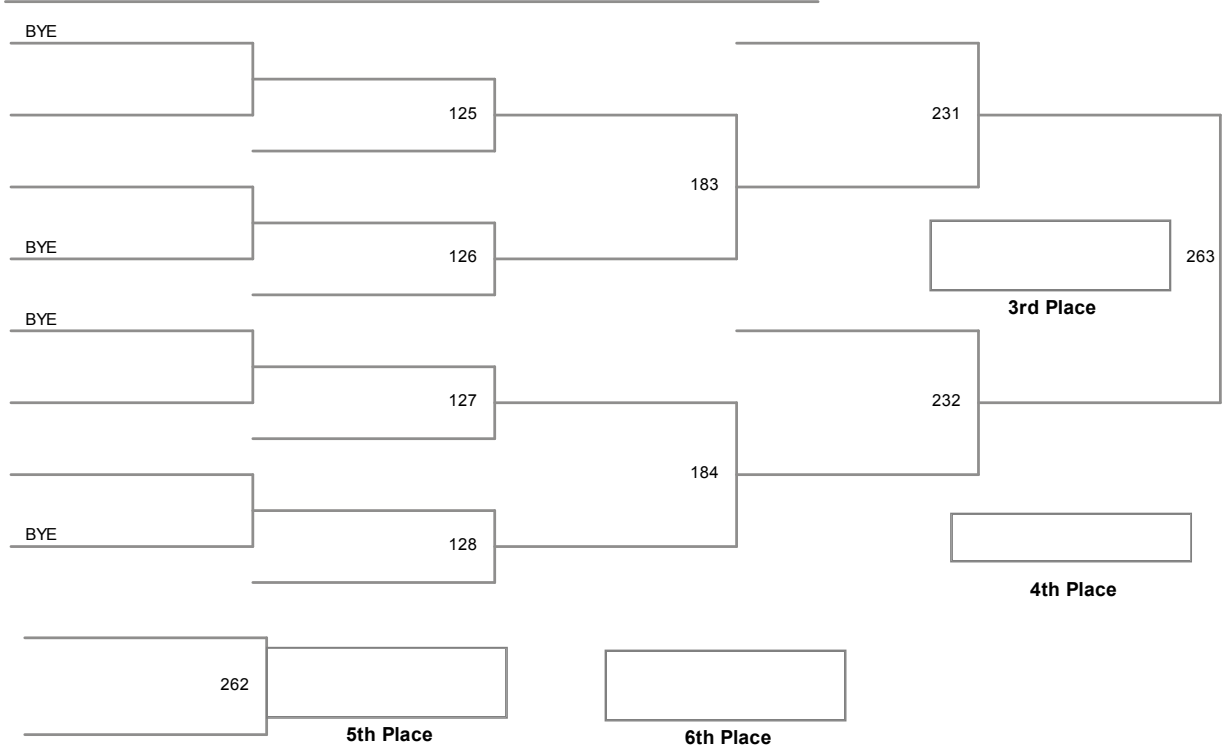 BYE
125
231
183
BYE
126
263
3rd Place
BYE
127
232
184
BYE
128
4th Place
262
5th Place
6th Place